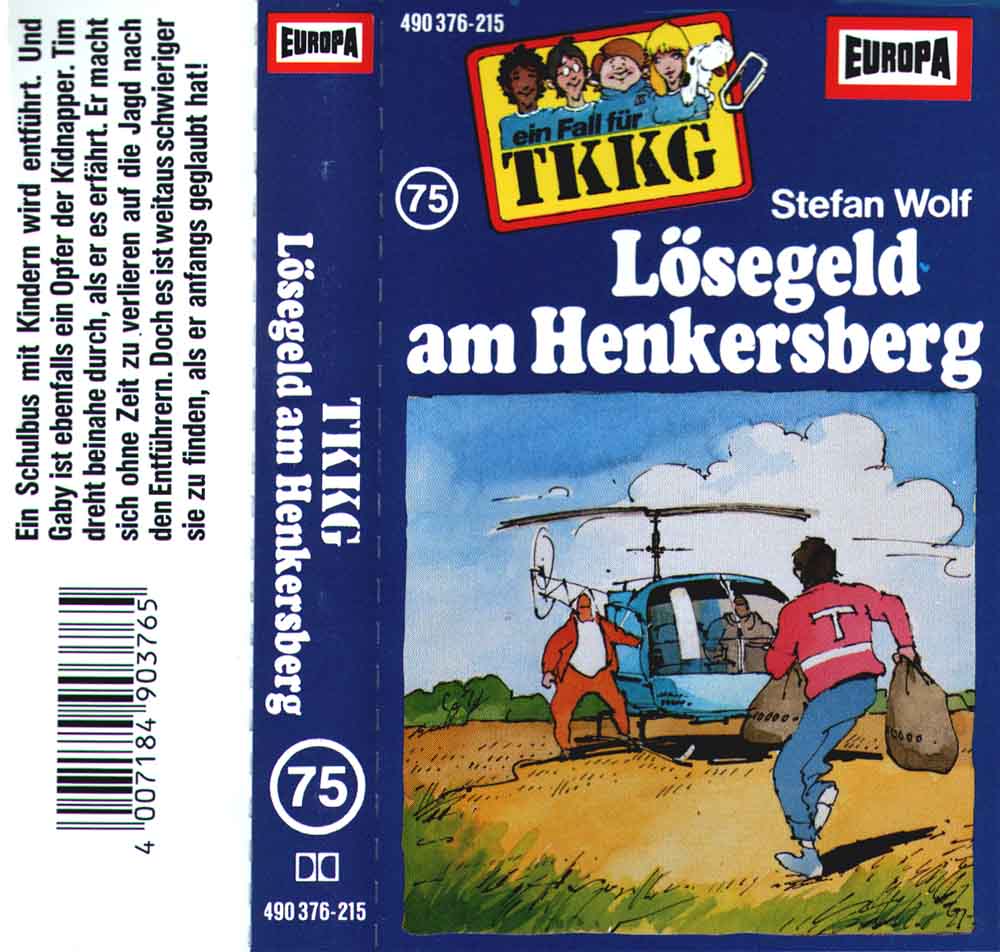 Ein Schulbus mit Kindern wird entführt. Und
Gaby ist ebenfalls ein Opfer der Kidnapper. Tim
dreht beinahe durch, als er es erfährt. Er macht
sich ohne Zeit zu verlieren auf die Jagd nach
den Entführern. Doch es ist weitaus schwieriger
sie zu finden, als er anfangs geglaubt hat!
4 007184 903765
EUROPA
TKKG
Lösegeld am Henkersberg
75
490 376-215
490 376-215
ein Fall für
TKKG
EUROPA
75
Stefan Wolf
Lösegeld
am Henkersberg
T